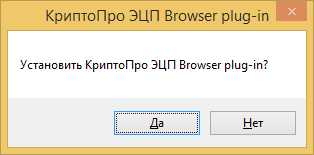 КриптоПро ЭЦП Browser plug-in
Установить КриптоПро ЭЦП Browser plug-in?
Да
Нет